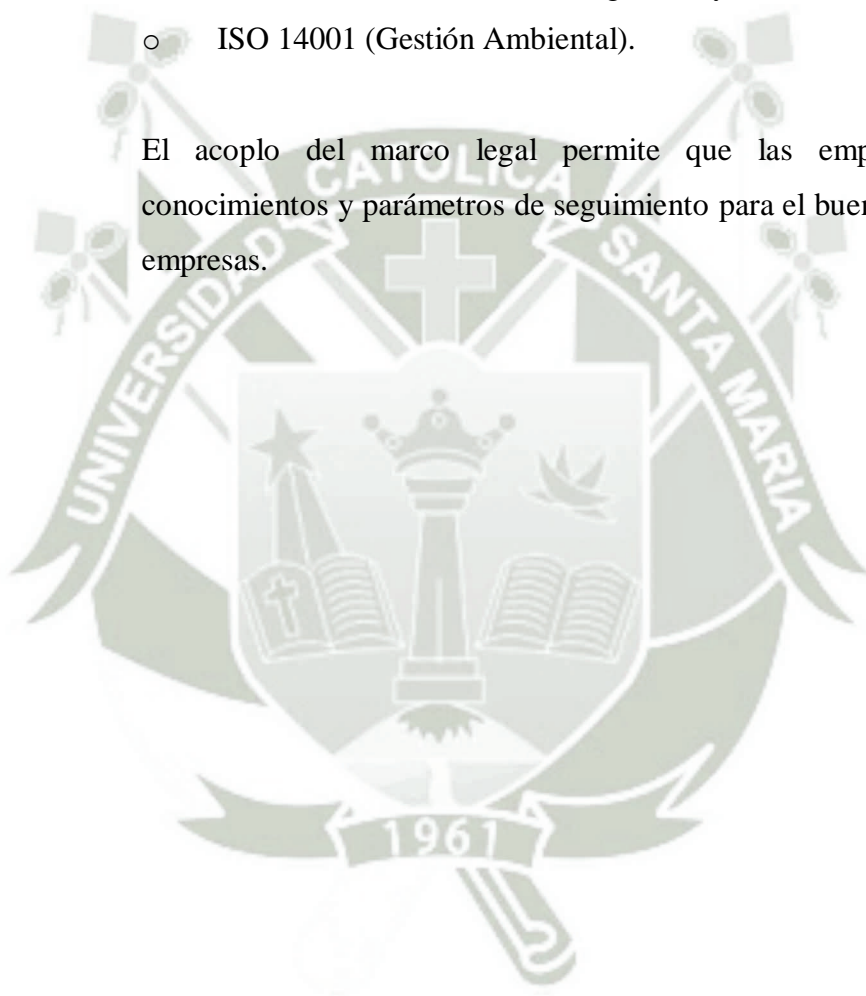 o ISO 14001 (Gestión Ambiental).
El acoplo del marco legal permite que las emp
conocimientos y parámetros de seguimiento para el buen
empresas.
UNIVERSIDAD CATOLICA SANTA MARIA
1961